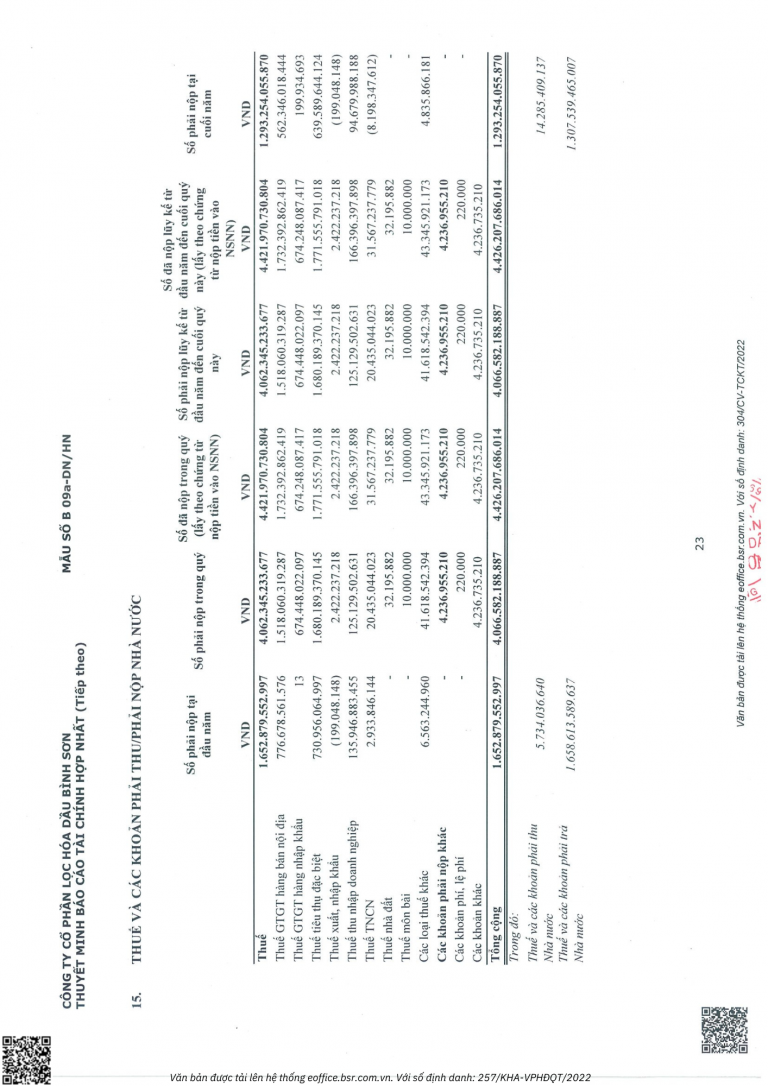 CÔNG TY CỔ PHẦN LỌC HÓA DẦU BÌNH SƠN
THUYẾT MINH BÁO CÁO TÀI CHÍNH HỢP NHẤT (Tiếp theo) MẪU SỐ B 09a-DN/HN
15. THUẾ VÀ CÁC KHOẢN PHẢI THU/PHẢI NỘP NHÀ NƯỚC
Số phải nộp tại đầu năm | Số phải nộp trong quý | Số đã nộp trong quý (lấy theo chứng từ nộp tiền vào NSNN) | Số phải nộp lũy kế từ đầu năm đến cuối quý này | Số đã nộp lũy kế từ đầu năm đến cuối quý này (lấy theo chứng từ nộp tiền vào NSNN) | Số phải nộp tại cuối năm
VND VND VND VND VND VND
Thuế 1.652.879.552.997 4.062.345.233.677 4.421.970.730.804 4.062.345.233.677 4.421.970.730.804 1.293.254.055.870
Thuế GTGT hàng bán nội địa 776.678.561.576 1.518.060.319.287 1.732.392.862.419 1.518.060.319.287 1.732.392.862.419 562.346.018.444
Thuế GTGT hàng nhập khẩu 13 674.448.022.097 674.248.087.417 674.448.022.097 674.248.087.417 199.934.693
Thuế tiêu thụ đặc biệt 730.956.064.997 1.680.189.370.145 1.771.555.791.018 1.680.189.370.145 1.771.555.791.018 639.589.644.124
Thuế xuất, nhập khẩu (199.048.148) 2.422.237.218 2.422.237.218 2.422.237.218 2.422.237.218 (199.048.148)
Thuế thu nhập doanh nghiệp 135.946.883.455 125.129.502.631 166.396.397.898 125.129.502.631 166.396.397.898 94.679.988.188
Thuế TNCN 2.933.846.144 20.435.044.023 31.567.237.779 20.435.044.023 31.567.237.779 (8.198.347.612)
Thuế nhà đất - 32.195.882 32.195.882 32.195.882 32.195.882 -
Thuế môn bài - 10.000.000 10.000.000 10.000.000 10.000.000 -
Các loại thuế khác 6.563.244.960 41.618.542.394 43.345.921.173 41.618.542.394 43.345.921.173 4.835.866.181
Các khoản phải nộp khác - 4.236.955.210 4.236.955.210 4.236.955.210 4.236.955.210 -
Các khoản phí, lệ phí - 220.000 220.000 220.000 220.000 -
Các khoản khác 4.236.735.210 4.236.735.210 4.236.735.210 4.236.735.210
Tổng cộng 1.652.879.552.997 4.066.582.188.887 4.426.207.686.014 4.066.582.188.887 4.426.207.686.014 1.293.254.055.870
Trong đó:
Thuế và các khoản phải thu Nhà nước 5.734.036.640 14.285.409.137
Thuế và các khoản phải trả Nhà nước 1.658.613.589.637 1.307.539.465.007
23
Văn bản được tải lên hệ thống eoffice.bsr.com.vn. Với số định danh: 304/CV-TCKT/2022
Văn bản được tải lên hệ thống eoffice.bsr.com.vn. Với số định danh: 257/KHA-VPHĐQT/2022